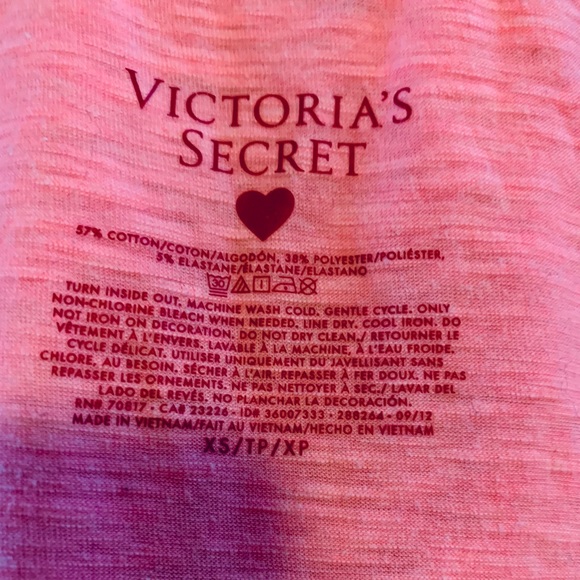 VICTORIA'S
SECRET
57% COTTON/COTON/ALGODÓN, 38% POLYESTER/POLIÉSTER,
5% ELASTANE/ÉLASTANE/ELASTANO
30
TURN INSIDE OUT. MACHINE WASH COLD. GENTLE CYCLE. ONLY
NON-CHLORINE BLEACH WHEN NEEDED. LINE DRY. COOL IRON. DO
NOT IRON ON DECORATION. DO NOT DRY CLEAN./ RETOURNER LE
VÊTEMENT À L'ENVERS. LAVABLE À LA MACHINE, À L'EAU FROIDE.
CYCLE DÉLICAT. UTILISER UNIQUEMENT DU JAVELLISANT SANS
CHLORE, AU BESOIN. SÉCHER À L'AIR. REPASSER À FER DOUX. NE PAS
REPASSER LES ORNEMENTS. NE PAS NETTOYER À SEC./ LAVAR DEL
LADO DEL REVÉS. NO PLANCHAR LA DECORACIÓN.
RN# 70817 - CA# 23226 - ID# 36007333 - 288264 - 09/12
MADE IN VIETNAM/FAIT AU VIETNAM/HECHO EN VIETNAM
XS/TP/XP